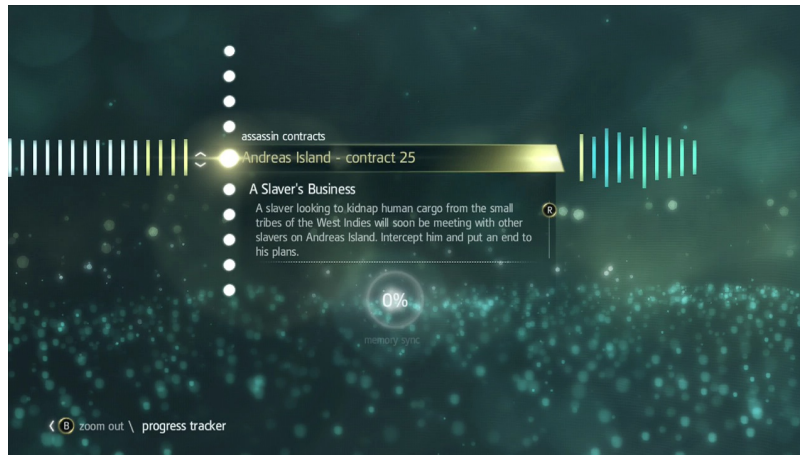 assassin contracts
Andreas Island - contract 25
A Slaver's Business
A slaver looking to kidnap human cargo from the small
tribes of the West Indies will soon be meeting with other
slavers on Andreas Island. Intercept him and put an end to
his plans.
R
0%
memory sync
B zoom out \ progress tracker